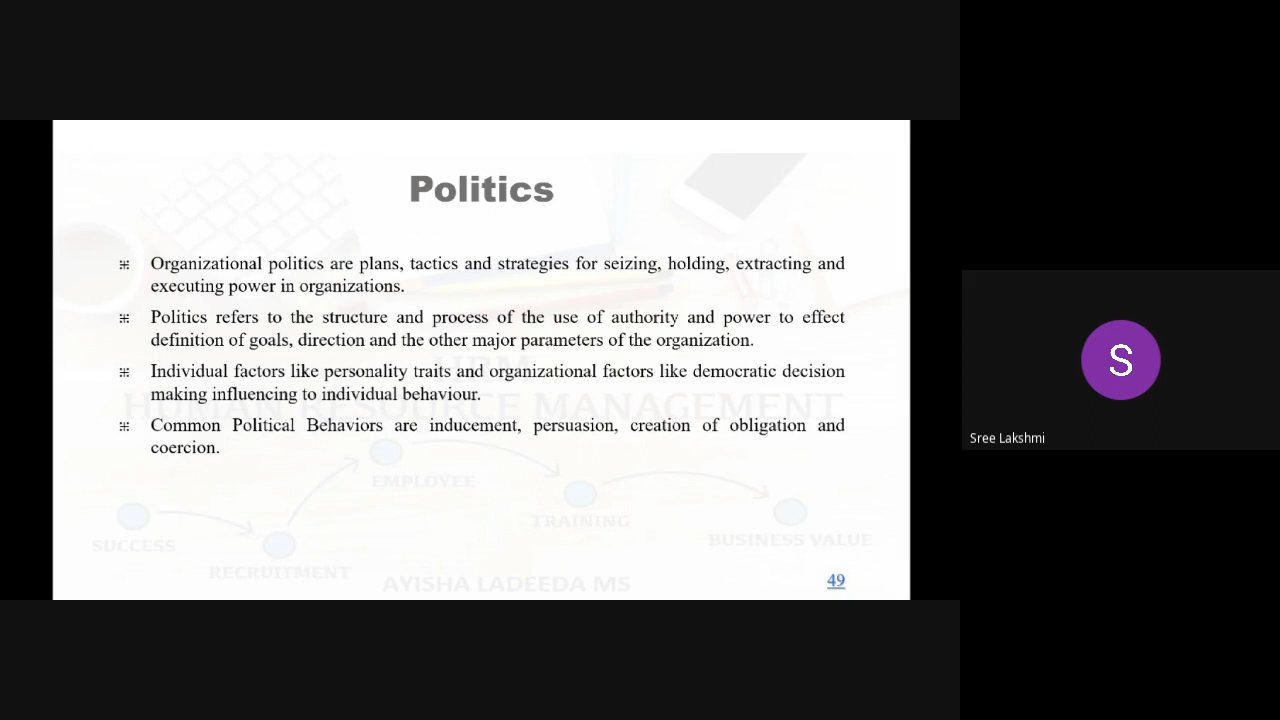 Politics
⌘ Organizational politics are plans, tactics and strategies for seizing, holding, extracting and
executing power in organizations.
⌘ Politics refers to the structure and process of the use of authority and power to effect
definition of goals, direction and the other major parameters of the organization.
⌘ Individual factors like personality traits and organizational factors like democratic decision
making influencing to individual behaviour.
⌘ Common Political Behaviors are inducement, persuasion, creation of obligation and
coercion.
HRM
HUMAN RESOURCE MANAGEMENT
EMPLOYEE
TRAINING
SUCCESS
BUSINESS VALUE
RECRUITMENT
AYISHA LADEEDA MS
49
S
Sree Lakshmi